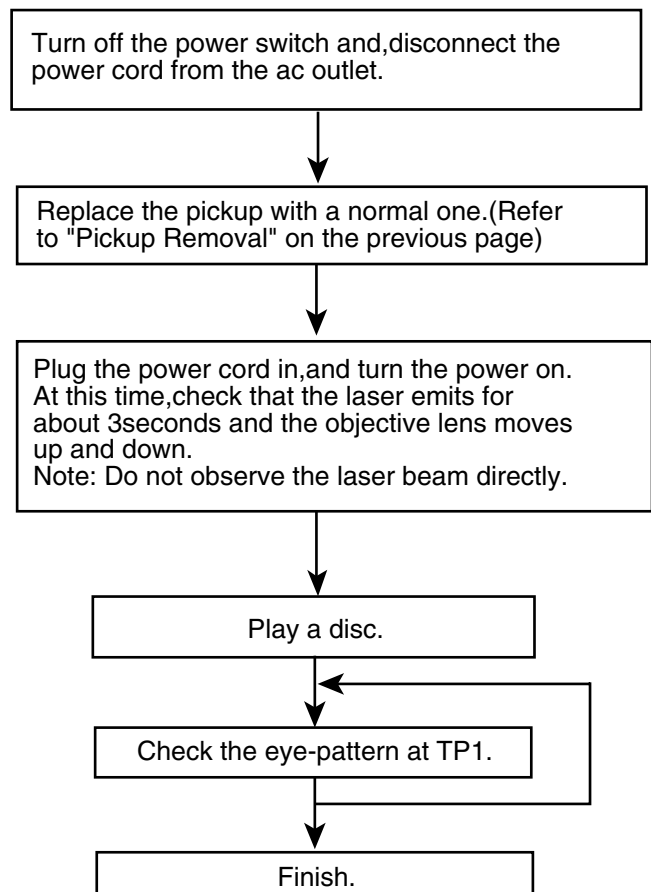 Turn off the power switch and,disconnect the
power cord from the ac outlet.
Replace the pickup with a normal one.(Refer
to "Pickup Removal" on the previous page)
Plug the power cord in,and turn the power on.
At this time,check that the laser emits for
about 3seconds and the objective lens moves
up and down.
Note: Do not observe the laser beam directly.
Play a disc.
Check the eye-pattern at TP1.
Finish.